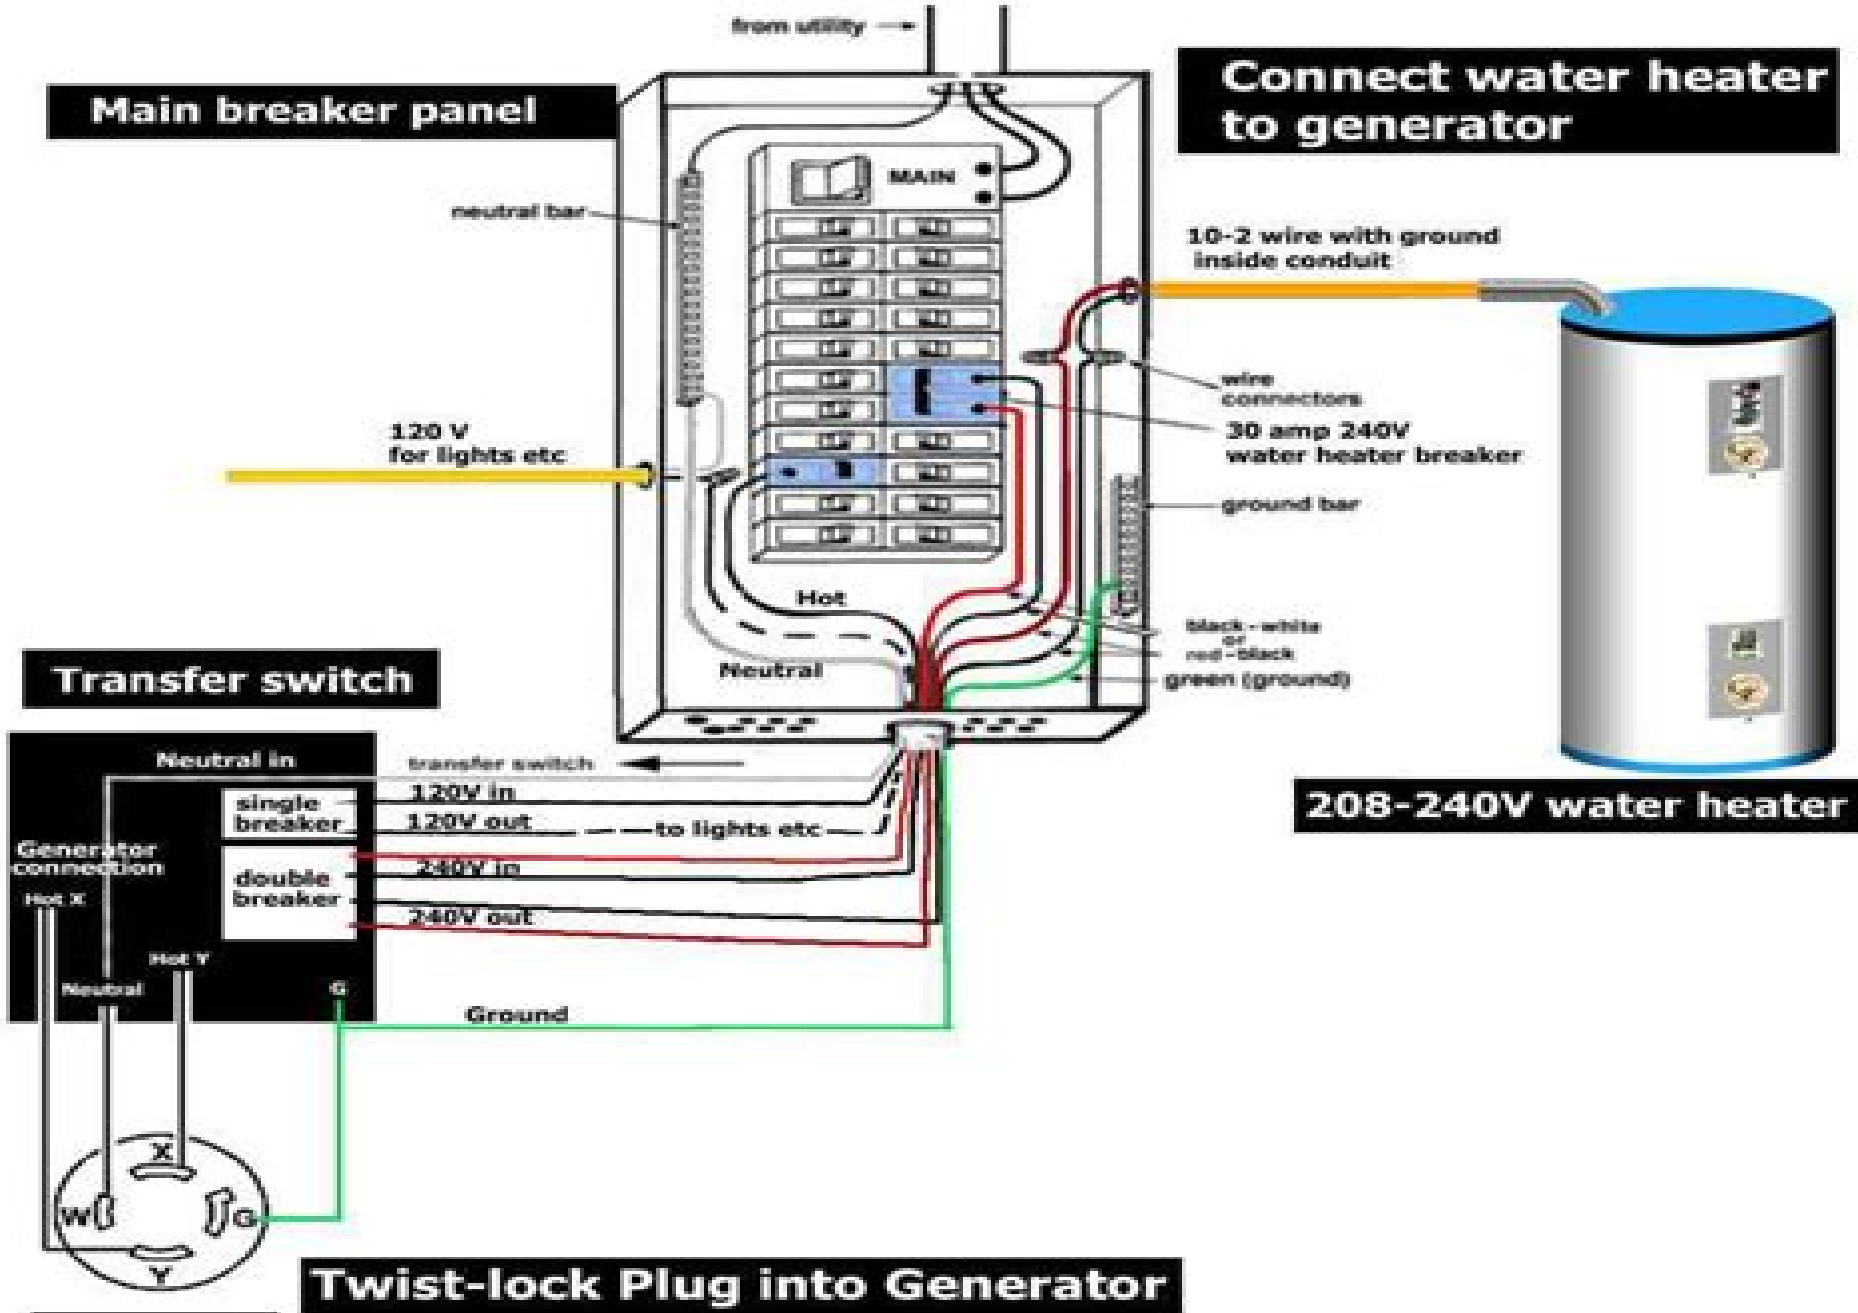 from utility
Main breaker panel
Connect water heater
to generator
MAIN
neutral bar
10-2 wire with ground
inside conduit
wire
connectors
120 V
for lights etc
30 amp 240V
water heater breaker
ground bar
Hot
black-white
or
red-black
Neutral
green (ground)
Transfer switch
Neutral in
transfer switch
120V in
single
breaker
120V out
to lights etc
208-240V water heater
Generator
connection
240V in
double
breaker
Hot X
240V out
Hot Y
Neutral
G
Ground
X
W
G
Y
Twist-lock Plug into Generator